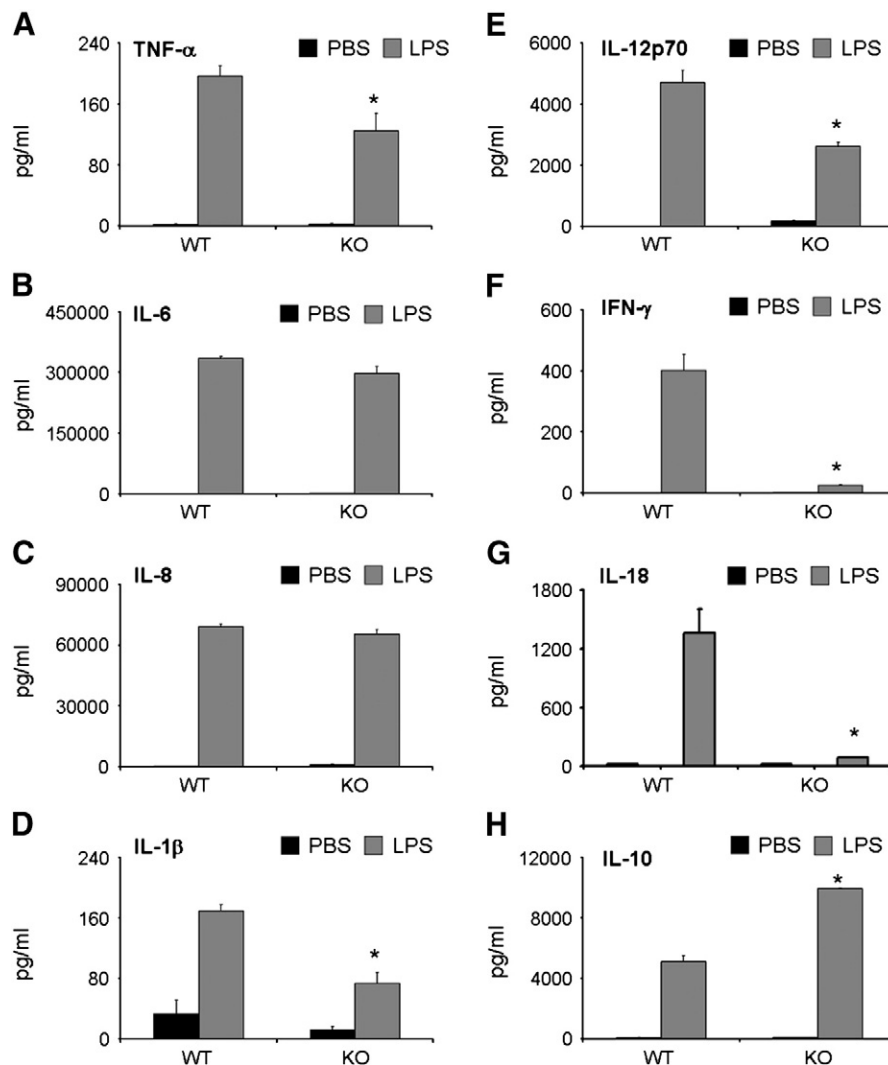 A
TNF-α
PBS LPS
240
160
80
0
pg/ml
*
WT KO
B
IL-6
PBS LPS
450000
300000
150000
0
pg/ml
WT KO
C
IL-8
PBS LPS
90000
60000
30000
0
pg/ml
WT KO
D
IL-1β
PBS LPS
240
160
80
0
pg/ml
*
WT KO
E
IL-12p70
PBS LPS
6000
4000
2000
0
pg/ml
*
WT KO
F
IFN-γ
PBS LPS
600
400
200
0
pg/ml
*
WT KO
G
IL-18
PBS LPS
1800
1200
600
0
pg/ml
*
WT KO
H
IL-10
PBS LPS
12000
8000
4000
0
pg/ml
*
WT KO